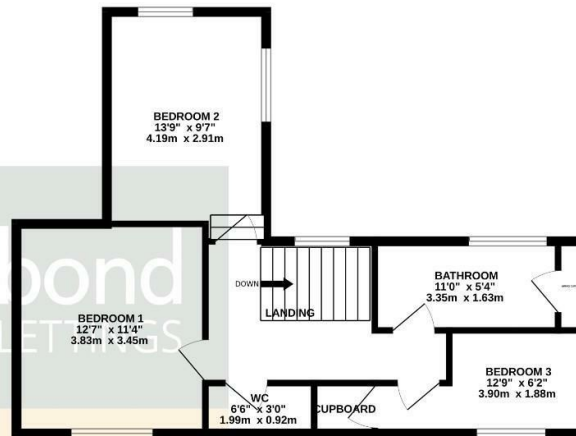 BEDROOM 2
13'9" x 9'7"
4.19m x 2.91m
bond
LETTINGS
BEDROOM 1
12'7" x 11'4"
3.83m x 3.45m
DOWN
LANDING
BATHROOM
11'0" x 5'4"
3.35m x 1.63m
BEDROOM 3
12'9" x 6'2"
3.90m x 1.88m
WC
6'6" x 3'0"
1.99m x 0.92m
CUPBOARD